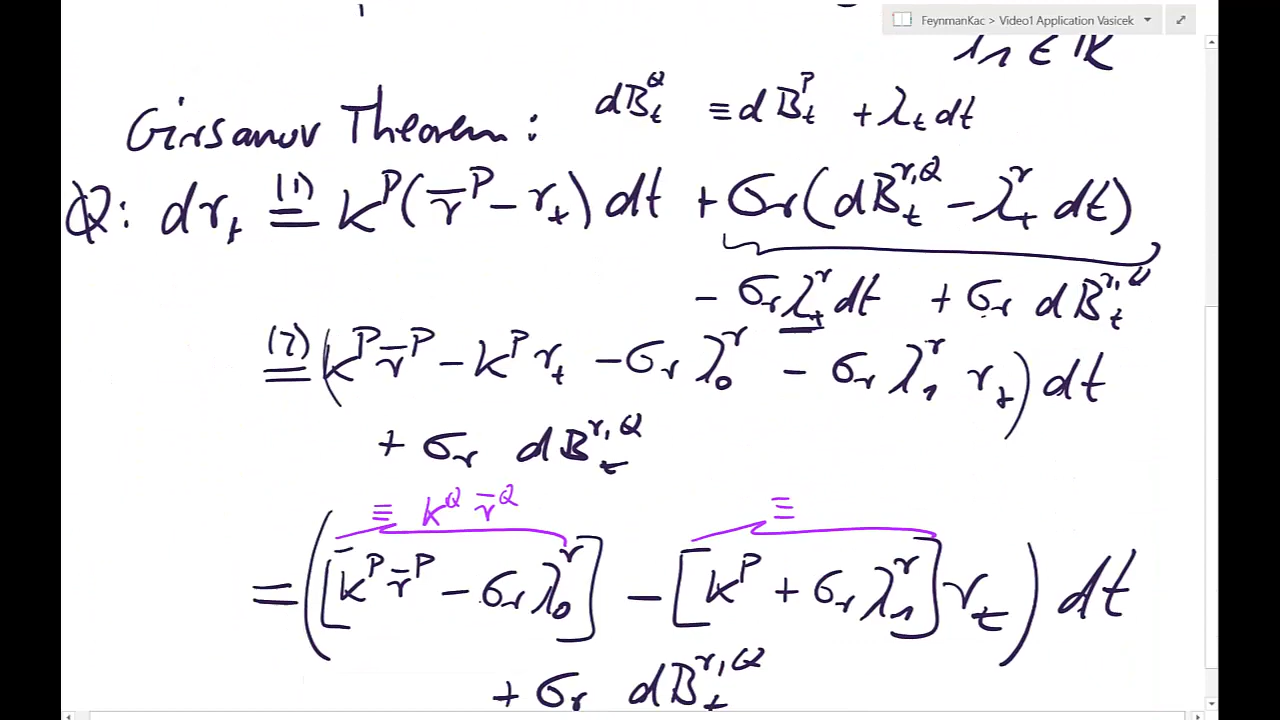 FeynmanKac > Video1 Application Vasicek
λ₁ ∈ ℝ
Girsanov Theorem: dB_t^Q ≡ dB_t^P + λ_t dt
Q: dr_t =^{(1)} k^P(r̄^P - r_t) dt + σ_r(dB_t^{r,Q} - λ_t^r dt)
- σ_r λ_t^r dt + σ_r dB_t^{r,Q}
=^{(2)} (k^P r̄^P - k^P r_t - σ_r λ_0^r - σ_r λ_1^r r_t) dt
+ σ_r dB_t^{r,Q}
≡ k^Q r̄^Q ≡
= ([k^P r̄^P - σ_r λ_0^r] - [k^P + σ_r λ_1^r] r_t) dt
+ σ_r dB_t^{r,Q}